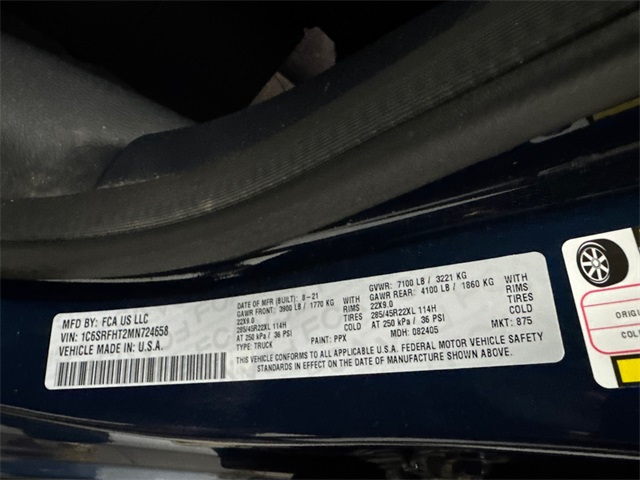 MFD BY: FCA US LLC
VIN: 1C6SRFHT2MN724658
VEHICLE MADE IN: U.S.A.
DATE OF MFR (BUILT): 8-21
GAWR FRONT: 3900 LB / 1770 KG
22X9.0 RIMS
285/45R22XL 114H TIRES
AT 250 kPa / 36 PSI COLD
TYPE: TRUCK
PAINT: PPX
GVWR: 7100 LB / 3221 KG
GAWR REAR: 4100 LB / 1860 KG
22X9.0 RIMS
285/45R22XL 114H TIRES
AT 250 kPa / 36 PSI COLD
MDH: 082405
MKT: 875
THIS VEHICLE CONFORMS TO ALL APPLICABLE U.S.A. FEDERAL MOTOR VEHICLE SAFETY
STANDARDS IN EFFECT ON THE DATE OF MANUFACTURE SHOWN ABOVE.